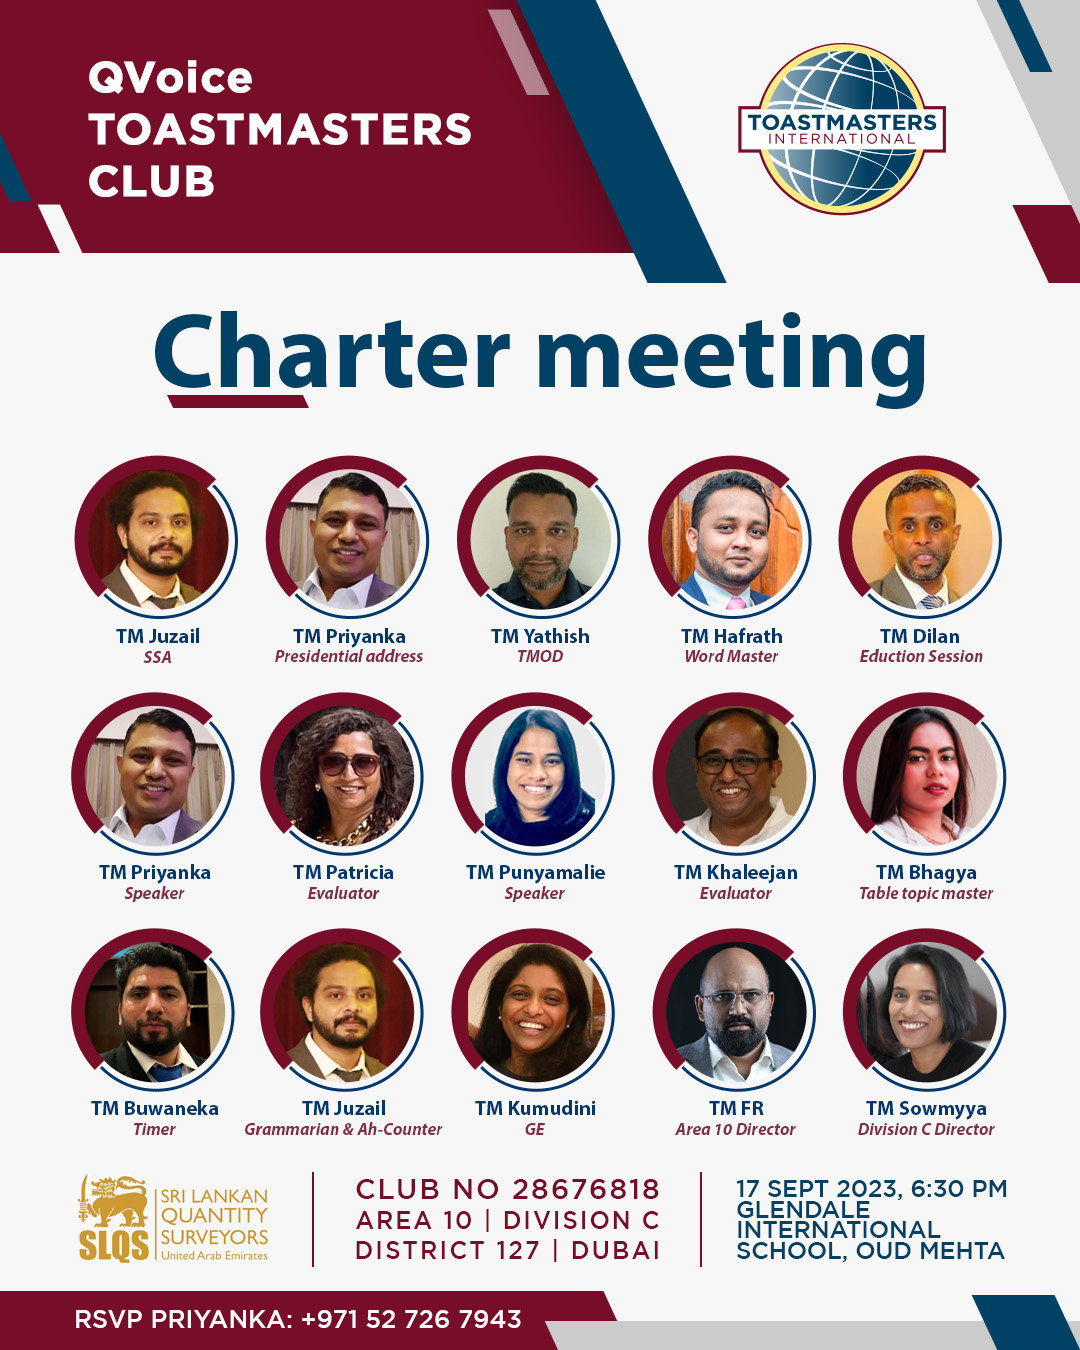 QVoice
TOASTMASTERS
CLUB
TOASTMASTERS
INTERNATIONAL
Charter meeting
TM Juzail
SSA
TM Priyanka
Presidential address
TM Yathish
TMOD
TM Hafrath
Word Master
TM Dilan
Eduction Session
TM Priyanka
Speaker
TM Patricia
Evaluator
TM Punyamalie
Speaker
TM Khaleejan
Evaluator
TM Bhagya
Table topic master
TM Buwaneka
Timer
TM Juzail
Grammarian & Ah-Counter
TM Kumudini
GE
TM FR
Area 10 Director
TM Sowmyya
Division C Director
SLQS
SRI LANKAN
QUANTITY
SURVEYORS
United Arab Emirates
CLUB NO 28676818
AREA 10 | DIVISION C
DISTRICT 127 | DUBAI
17 SEPT 2023, 6:30 PM
GLENDALE
INTERNATIONAL
SCHOOL, OUD MEHTA
RSVP PRIYANKA: +971 52 726 7943